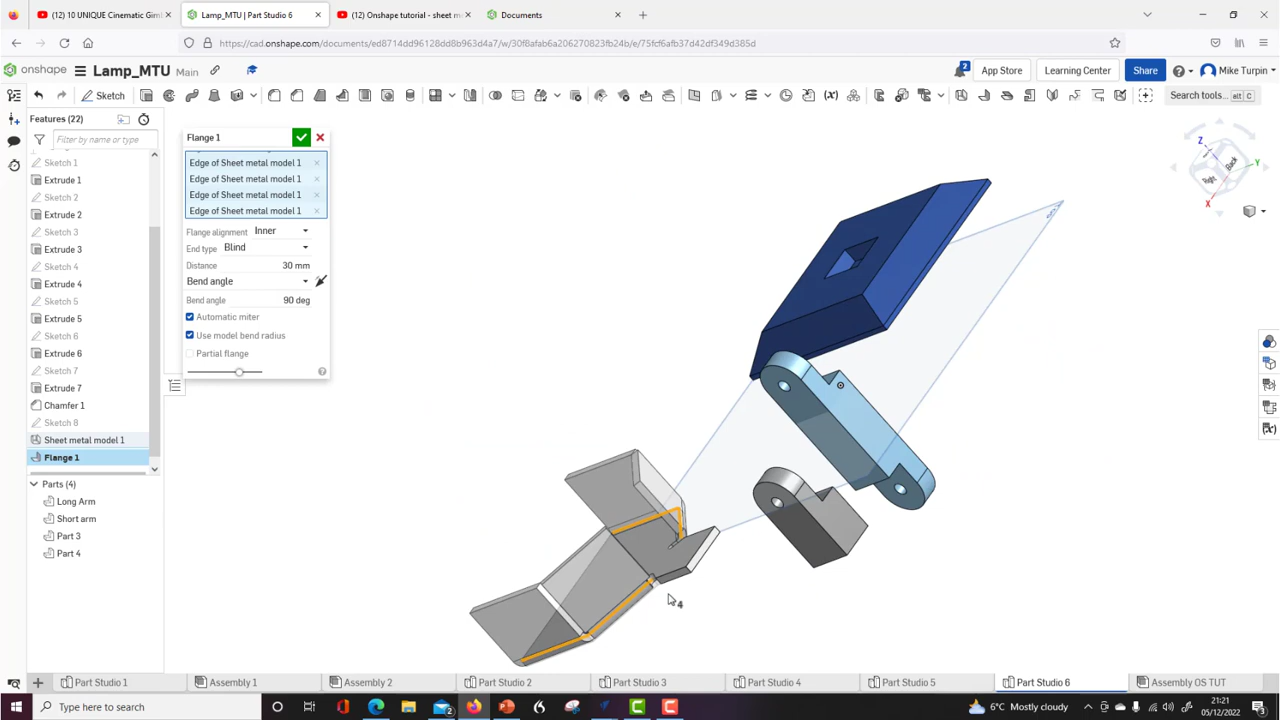 (12) 10 UNIQUE Cinematic Giml
Lamp_MTU | Part Studio 6
(12) Onshape tutorial - sheet m
Documents
https://cad.onshape.com/documents/ed8714dd96128dd8b963d4a7/w/30f8afab6a206270823fb24b/e/75fcf6afb37d42df349d385d
onshape
Lamp_MTU
Main
2
App Store
Learning Center
Share
Mike Turpin
Sketch
Search tools...
alt
C
Features (22)
Filter by name or type
Sketch 1
Extrude 1
Sketch 2
Extrude 2
Sketch 3
Extrude 3
Sketch 4
Extrude 4
Sketch 5
Extrude 5
Sketch 6
Extrude 6
Sketch 7
Extrude 7
Chamfer 1
Sketch 8
Sheet metal model 1
Flange 1
Parts (4)
Long Arm
Short arm
Part 3
Part 4
Flange 1
Edge of Sheet metal model 1
Edge of Sheet metal model 1
Edge of Sheet metal model 1
Edge of Sheet metal model 1
Flange alignment Inner
End type Blind
Distance 30 mm
Bend angle
Bend angle 90 deg
Automatic miter
Use model bend radius
Partial flange
Z
Y
X
Back
Right
4
Part Studio 1
Assembly 1
Assembly 2
Part Studio 2
Part Studio 3
Part Studio 4
Part Studio 5
Part Studio 6
Assembly OS TUT
Type here to search
6°C Mostly cloudy
21:21
05/12/2022